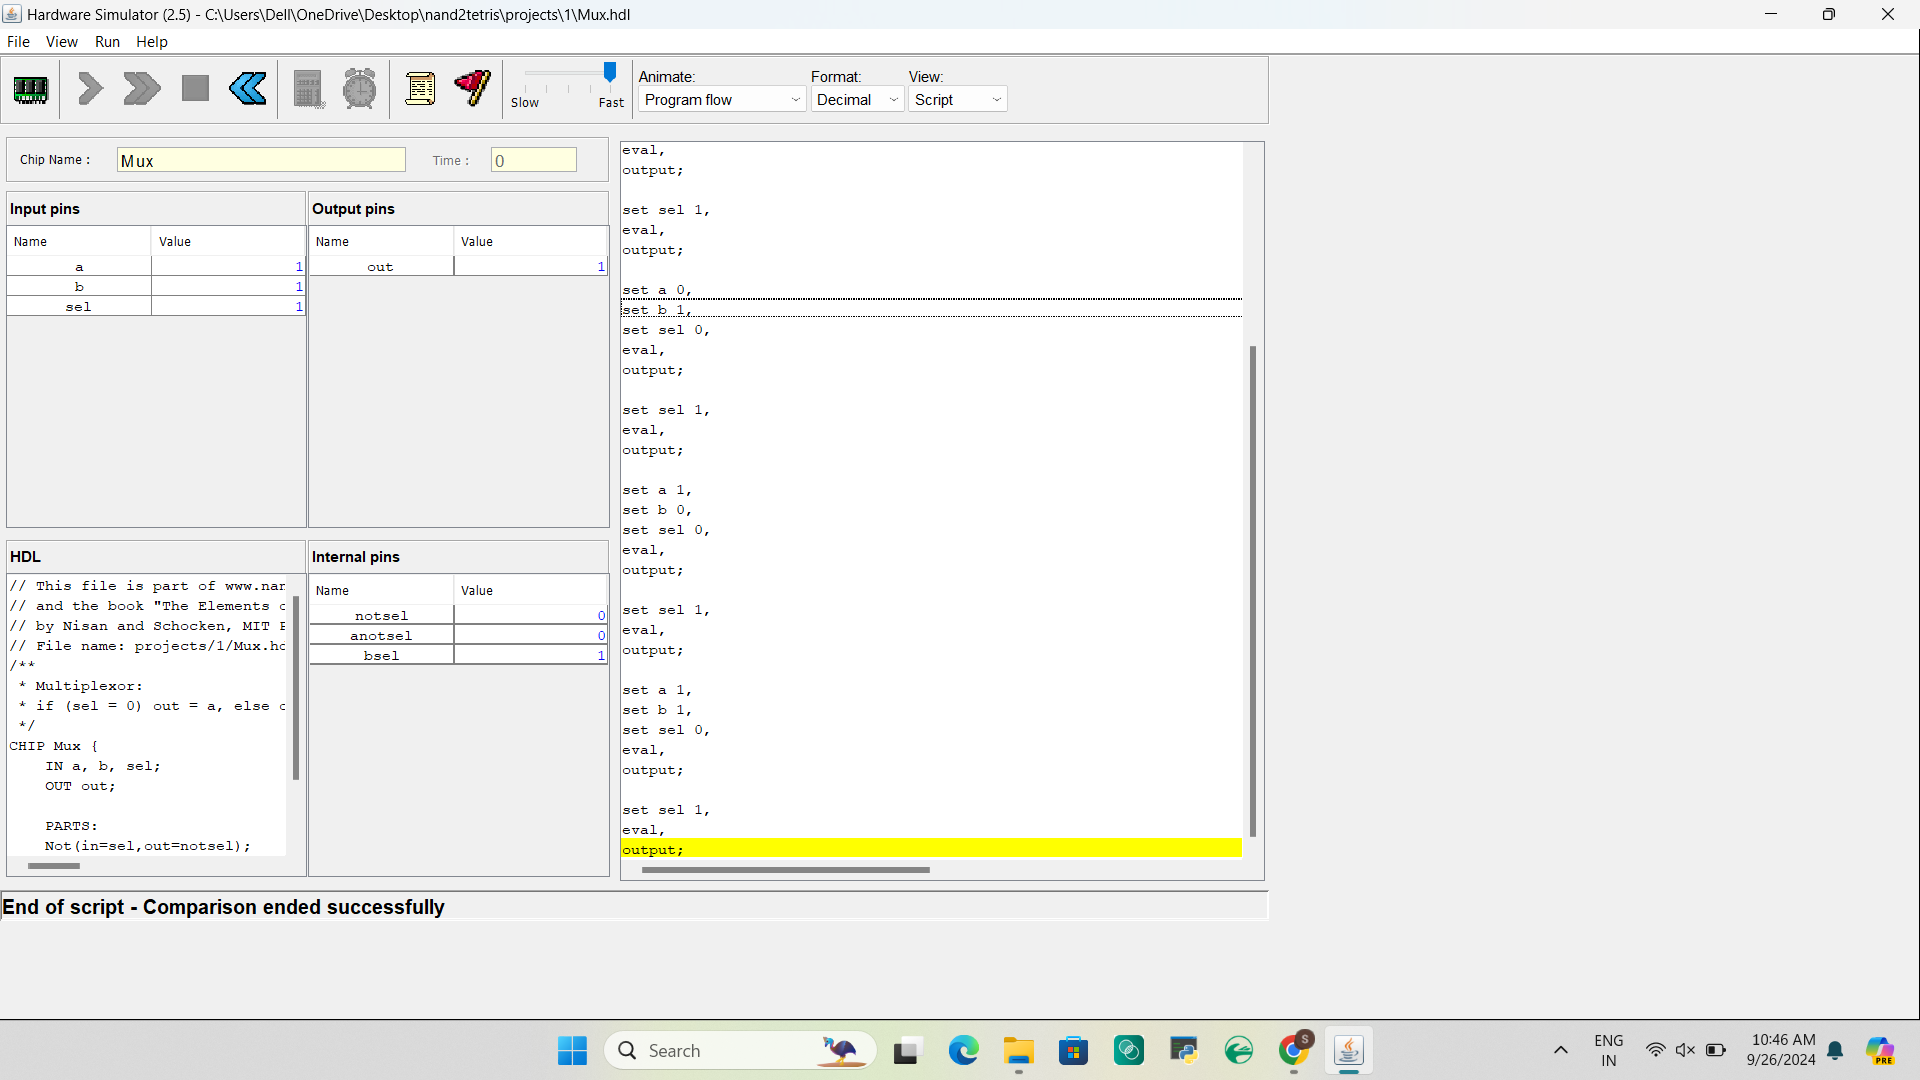 Hardware Simulator (2.5) - C:\Users\Dell\OneDrive\Desktop\nand2tetris\projects\1\Mux.hdl
File View Run Help
Slow Fast
Animate: Format: View:
Program flow Decimal Script
Chip Name : Mux Time : 0
Input pins
Name Value
a 1
b 1
sel 1
Output pins
Name Value
out 1
HDL
// This file is part of www.nan
// and the book "The Elements o
// by Nisan and Schocken, MIT P
// File name: projects/1/Mux.hd
/**
* Multiplexor:
* if (sel = 0) out = a, else o
*/
CHIP Mux {
IN a, b, sel;
OUT out;
PARTS:
Not(in=sel,out=notsel);
Internal pins
Name Value
notsel 0
anotsel 0
bsel 1
eval,
output;
set sel 1,
eval,
output;
set a 0,
set b 1,
set sel 0,
eval,
output;
set sel 1,
eval,
output;
set a 1,
set b 0,
set sel 0,
eval,
output;
set sel 1,
eval,
output;
set a 1,
set b 1,
set sel 0,
eval,
output;
set sel 1,
eval,
output;
End of script - Comparison ended successfully
Search
S
ENG
IN
10:46 AM
9/26/2024
PRE